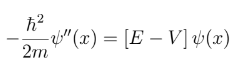 $-\frac{\hbar^2}{2m}\psi''(x) = [E - V]\,\psi(x)$